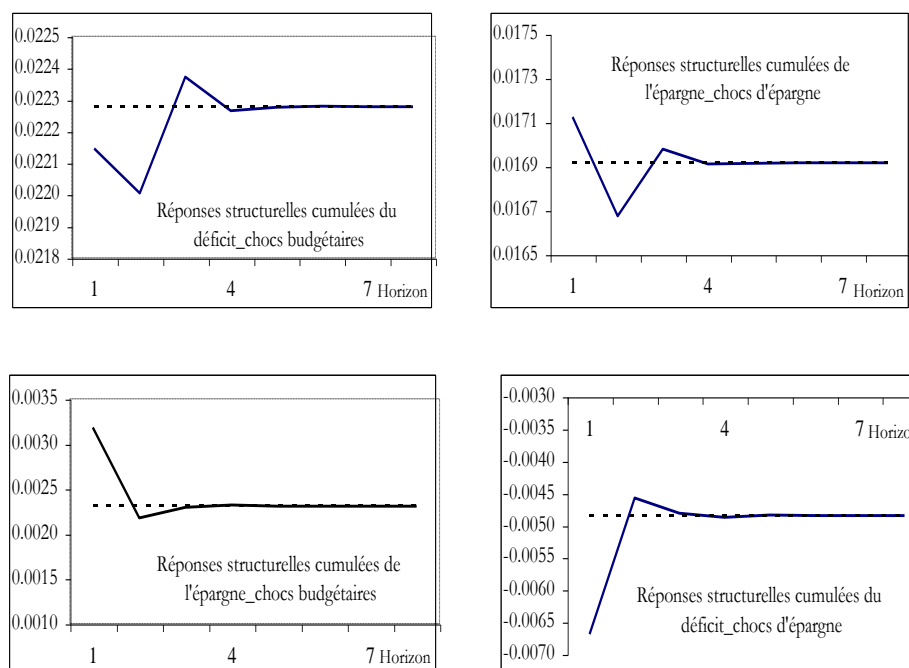 0.0225
0.0224
0.0223
0.0222
0.0221
0.0220
0.0219
0.0218
Réponses structurelles cumulées du
déficit_chocs budgétaires
1 4 7 Horizon
0.0175
0.0173
0.0171
0.0169
0.0167
0.0165
Réponses structurelles cumulées de
l'épargne_chocs d'épargne
1 4 7 Horizon
0.0035
0.0030
0.0025
0.0020
0.0015
0.0010
Réponses structurelles cumulées de
l'épargne_chocs budgétaires
1 4 7 Horizon
-0.0030
-0.0035
-0.0040
-0.0045
-0.0050
-0.0055
-0.0060
-0.0065
-0.0070
1 4 7 Horizo
Réponses structurelles cumulées du
déficit_chocs d'épargne